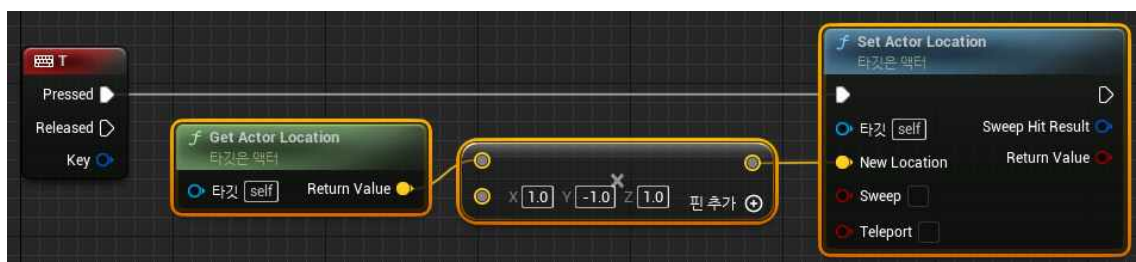 T
Pressed
Released
Key
f Get Actor Location
타깃은 액터
타깃 self
Return Value
X 1.0 Y -1.0 Z 1.0
핀 추가
f Set Actor Location
타깃은 액터
타깃 self
Sweep Hit Result
New Location
Return Value
Sweep
Teleport